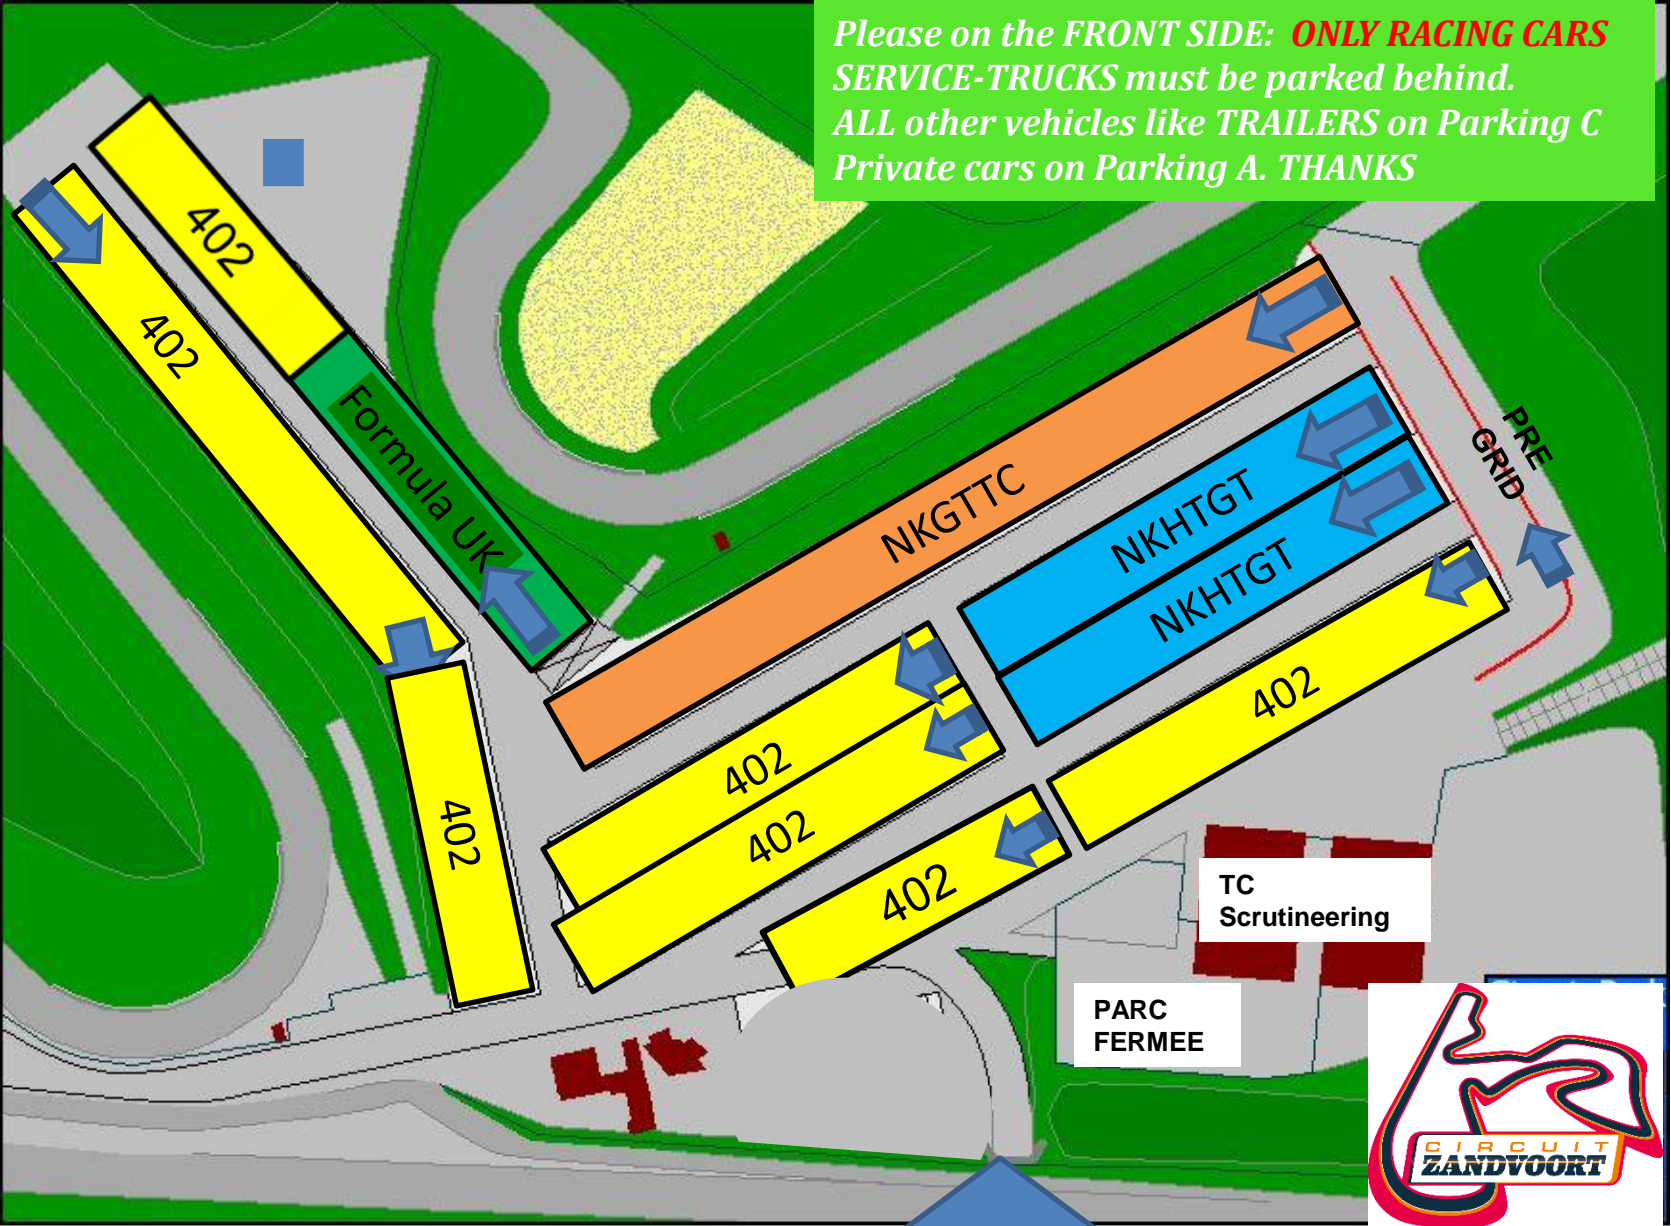 Please on the FRONT SIDE: ONLY RACING CARS
SERVICE-TRUCKS must be parked behind.
ALL other vehicles like TRAILERS on Parking C
Private cars on Parking A. THANKS
402
402
Formula UK
NKGTTC
PRE
GRID
NKHTGT
NKHTGT
402
402
402
402
402
TC
Scrutineering
PARC
FERMEE
CIRCUIT
ZANDVOORT